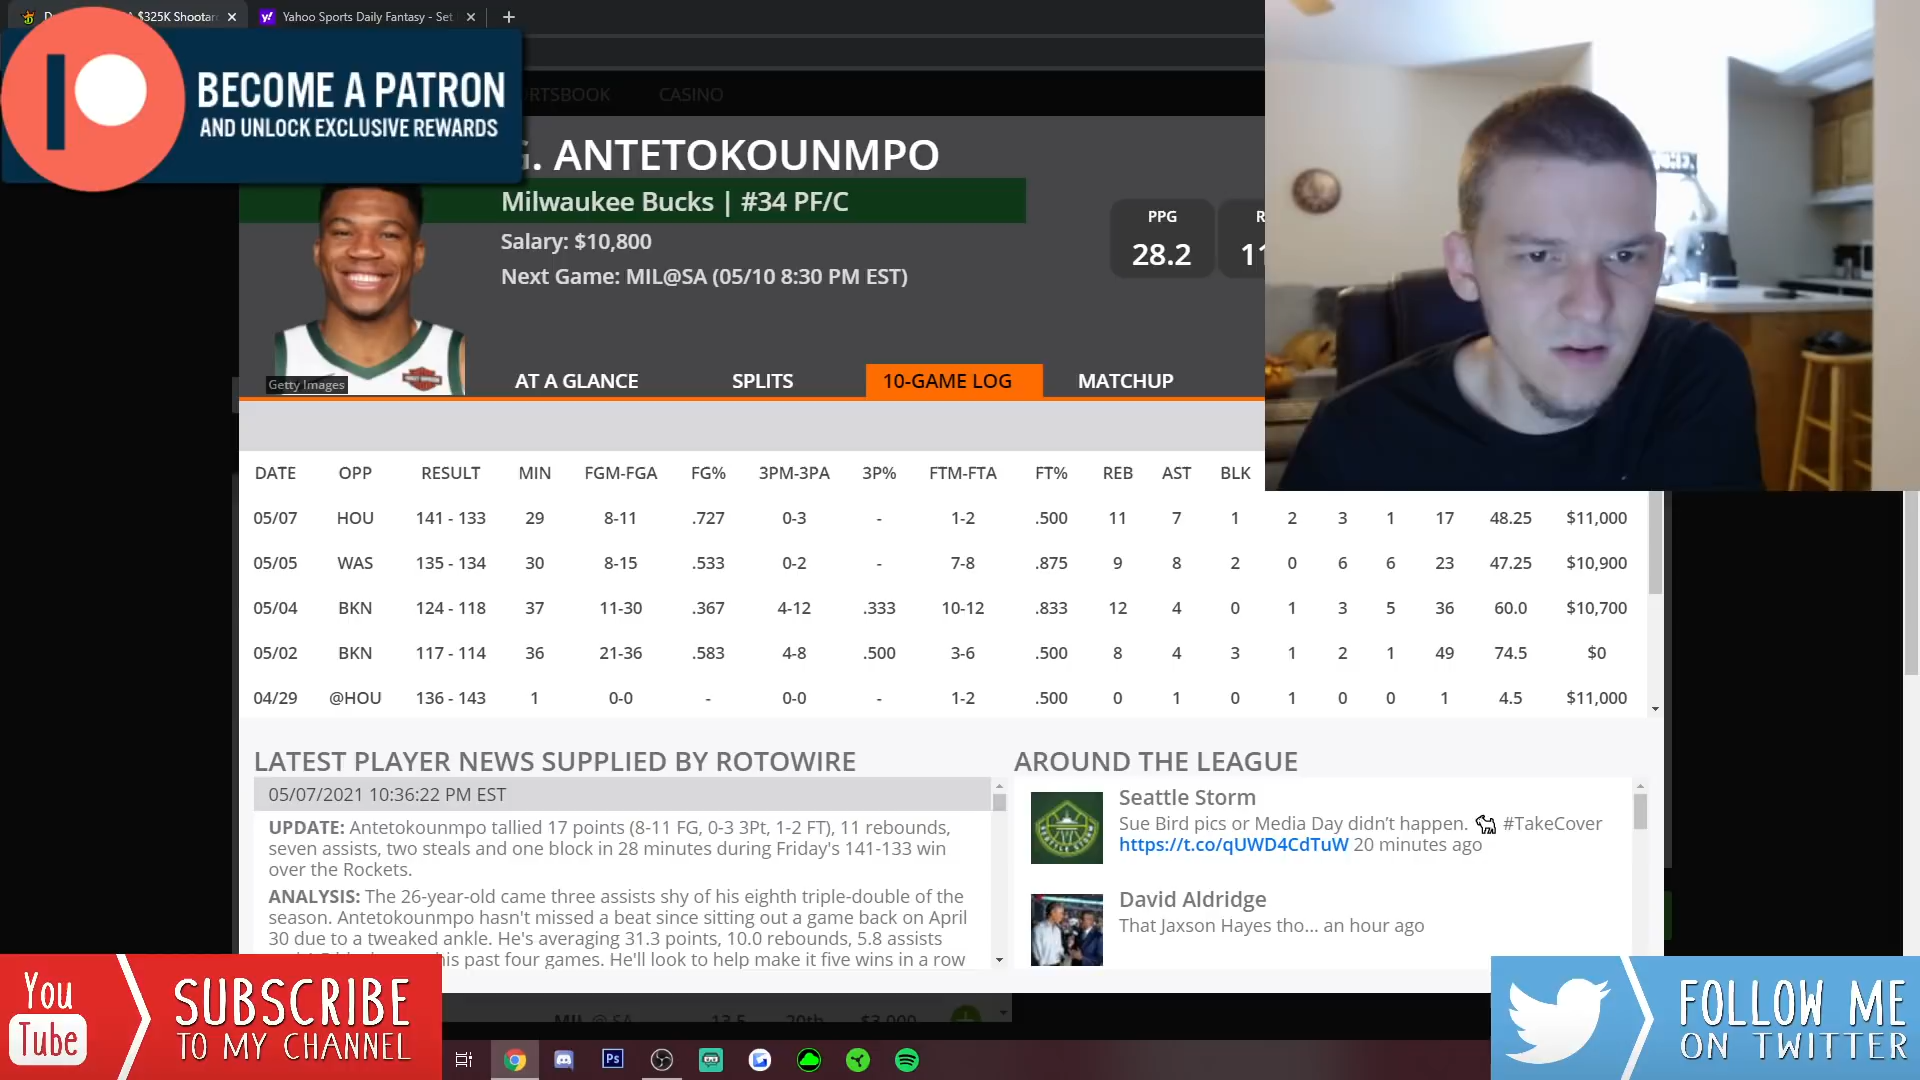 $325K Shootar
Yahoo Sports Daily Fantasy - Set
BECOME A PATRON
AND UNLOCK EXCLUSIVE REWARDS
RTSBOOK CASINO
G. ANTETOKOUNMPO
Milwaukee Bucks | #34 PF/C
Salary: $10,800
Next Game: MIL@SA (05/10 8:30 PM EST)
PPG
28.2
Getty Images
AT A GLANCE SPLITS 10-GAME LOG MATCHUP
DATE OPP RESULT MIN FGM-FGA FG% 3PM-3PA 3P% FTM-FTA FT% REB AST BLK
05/07 HOU 141 - 133 29 8-11 .727 0-3 - 1-2 .500 11 7 1 2 3 1 17 48.25 $11,000
05/05 WAS 135 - 134 30 8-15 .533 0-2 - 7-8 .875 9 8 2 0 6 6 23 47.25 $10,900
05/04 BKN 124 - 118 37 11-30 .367 4-12 .333 10-12 .833 12 4 0 1 3 5 36 60.0 $10,700
05/02 BKN 117 - 114 36 21-36 .583 4-8 .500 3-6 .500 8 4 3 1 2 1 49 74.5 $0
04/29 @HOU 136 - 143 1 0-0 - 0-0 - 1-2 .500 0 1 0 1 0 0 1 4.5 $11,000
LATEST PLAYER NEWS SUPPLIED BY ROTOWIRE
05/07/2021 10:36:22 PM EST
UPDATE: Antetokounmpo tallied 17 points (8-11 FG, 0-3 3Pt, 1-2 FT), 11 rebounds,
seven assists, two steals and one block in 28 minutes during Friday's 141-133 win
over the Rockets.
ANALYSIS: The 26-year-old came three assists shy of his eighth triple-double of the
season. Antetokounmpo hasn't missed a beat since sitting out a game back on April
30 due to a tweaked ankle. He's averaging 31.3 points, 10.0 rebounds, 5.8 assists
his past four games. He'll look to help make it five wins in a row
AROUND THE LEAGUE
Seattle Storm
Sue Bird pics or Media Day didn't happen. #TakeCover
https://t.co/qUWD4CdTuW 20 minutes ago
David Aldridge
That Jaxson Hayes tho... an hour ago
MIL @ SA 13.5 20th $3,000
You
Tube
SUBSCRIBE
TO MY CHANNEL
Ps
FOLLOW ME
ON TWITTER